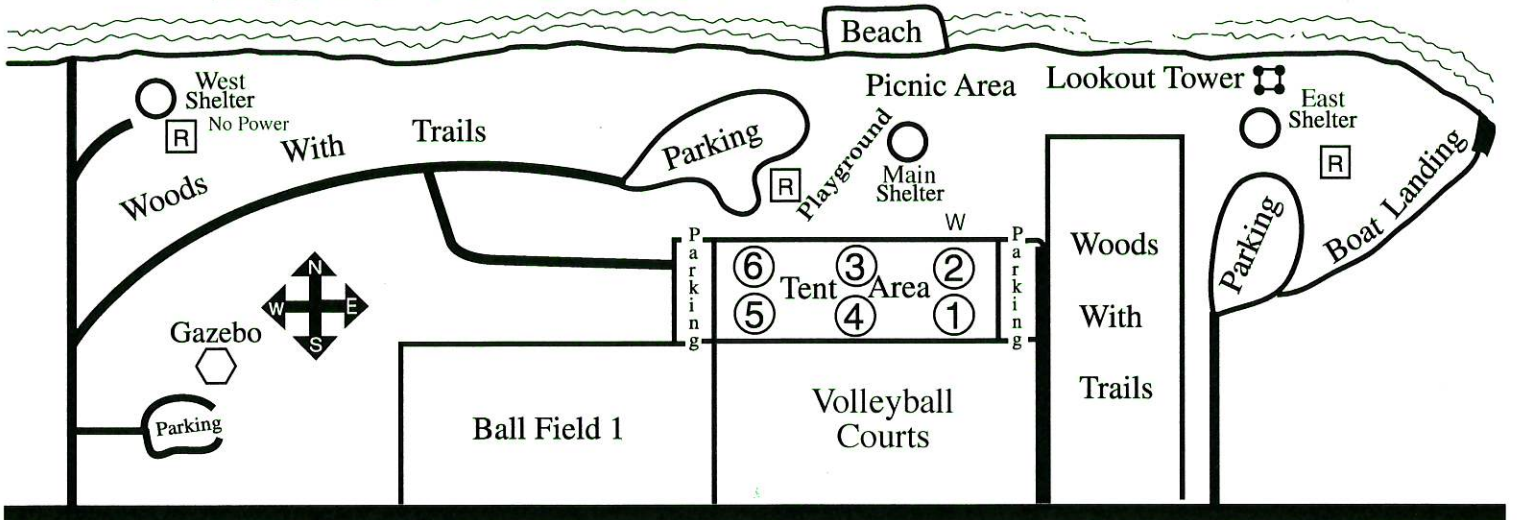 Beach
West
Shelter
No Power
R
Woods With Trails
Parking
R
Playground
Picnic Area
Main
Shelter
Lookout Tower
East
Shelter
R
Parking
Boat Landing
W
Parking
6 3 2
Tent Area
5 4 1
Parking
Woods
With
Trails
N
W E
S
Gazebo
Parking
Ball Field 1
Volleyball
Courts